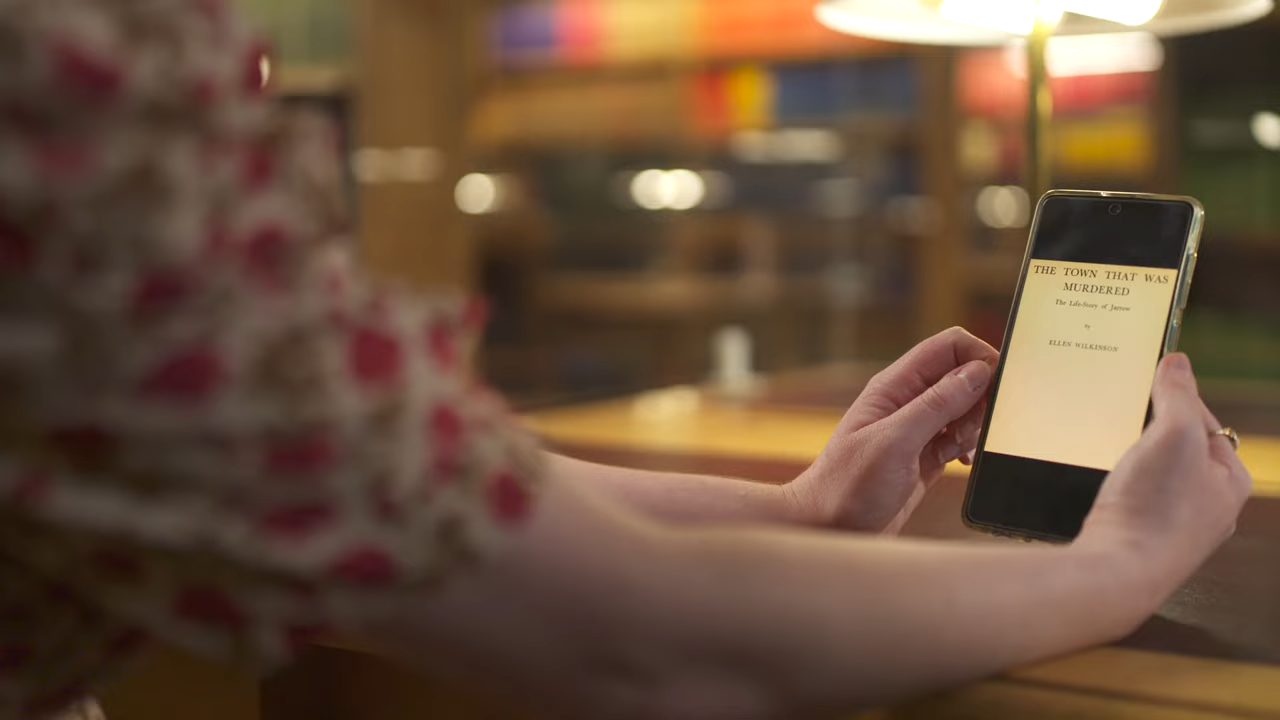 THE TOWN THAT WAS
MURDERED
The Life-Story of Jarrow
by
ELLEN WILKINSON